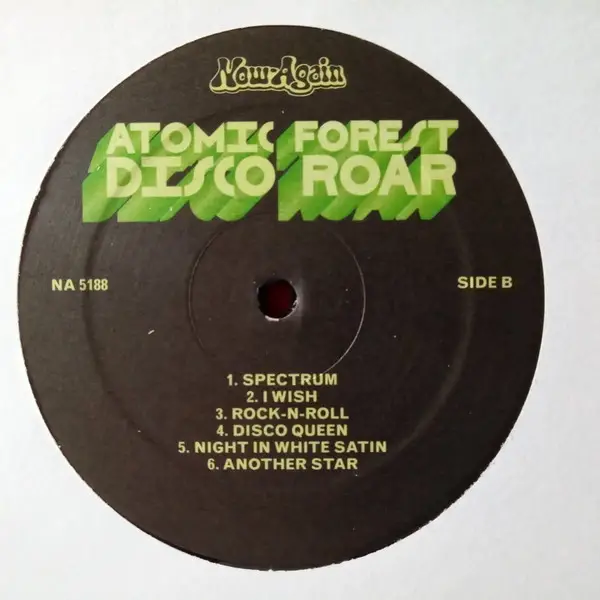 Now-Again
ATOMIC FOREST
DISCO ROAR
NA 5188
SIDE B
1. SPECTRUM
2. I WISH
3. ROCK-N-ROLL
4. DISCO QUEEN
5. NIGHT IN WHITE SATIN
6. ANOTHER STAR